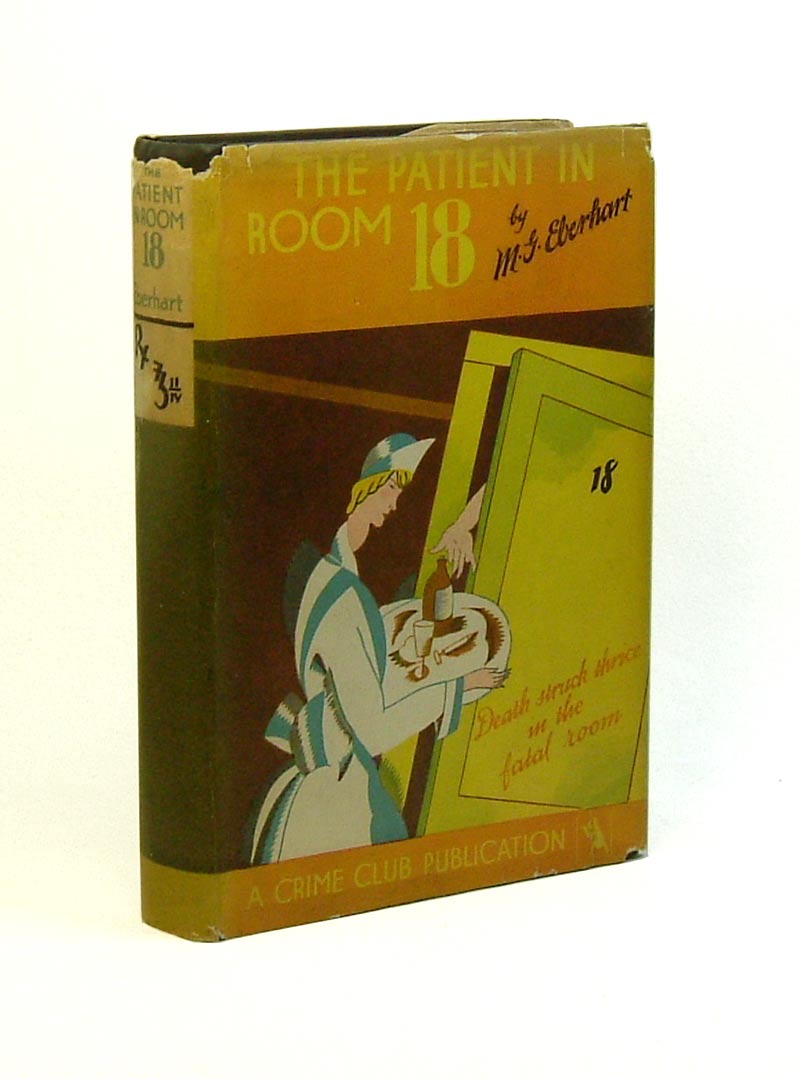 THE
PATIENT
IN ROOM
18
Eberhart
THE PATIENT IN
ROOM 18
by
M.G. Eberhart
18
Death struck thrice
in the
fatal room
A CRIME CLUB PUBLICATION